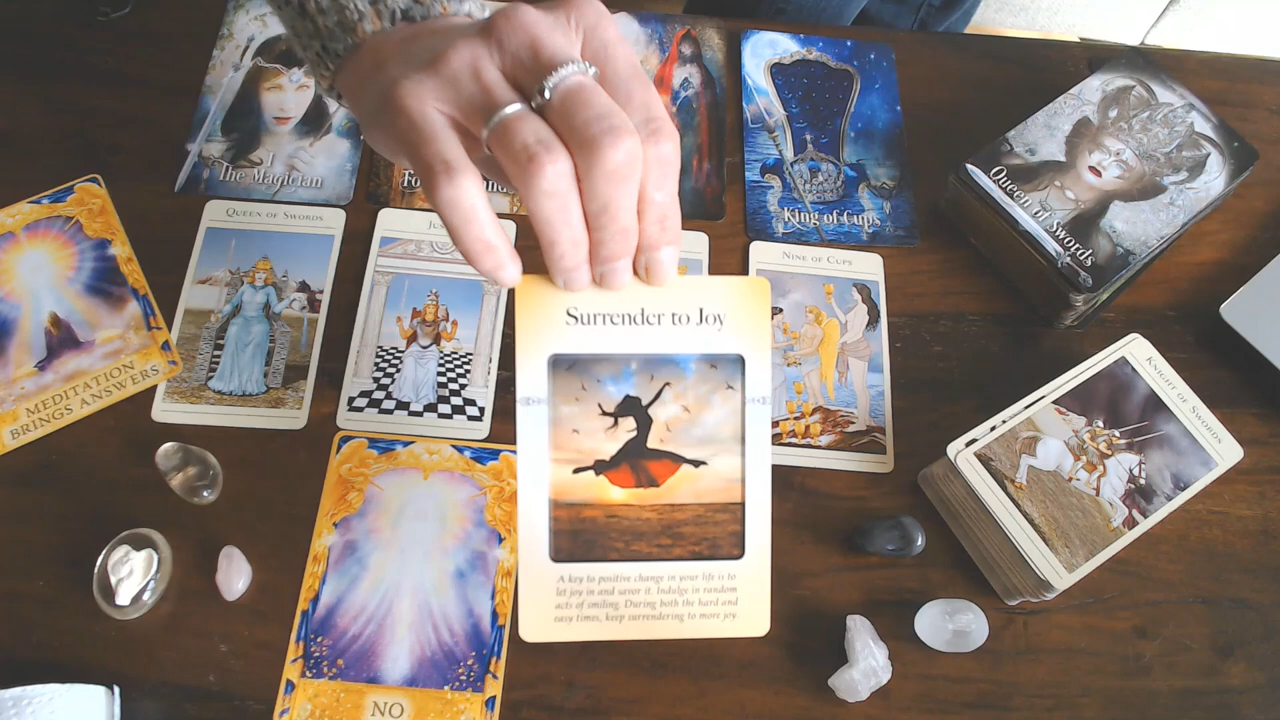 I
The Magician
King of Cups
Queen of Swords
QUEEN OF SWORDS
NINE OF CUPS
KNIGHT OF SWORDS
MEDITATION
BRINGS ANSWERS
Surrender to Joy
A key to positive change in your life is to
let joy in and savor it. Indulge in random
acts of smiling. During both the hard and
easy times, keep surrendering to more joy.
NO